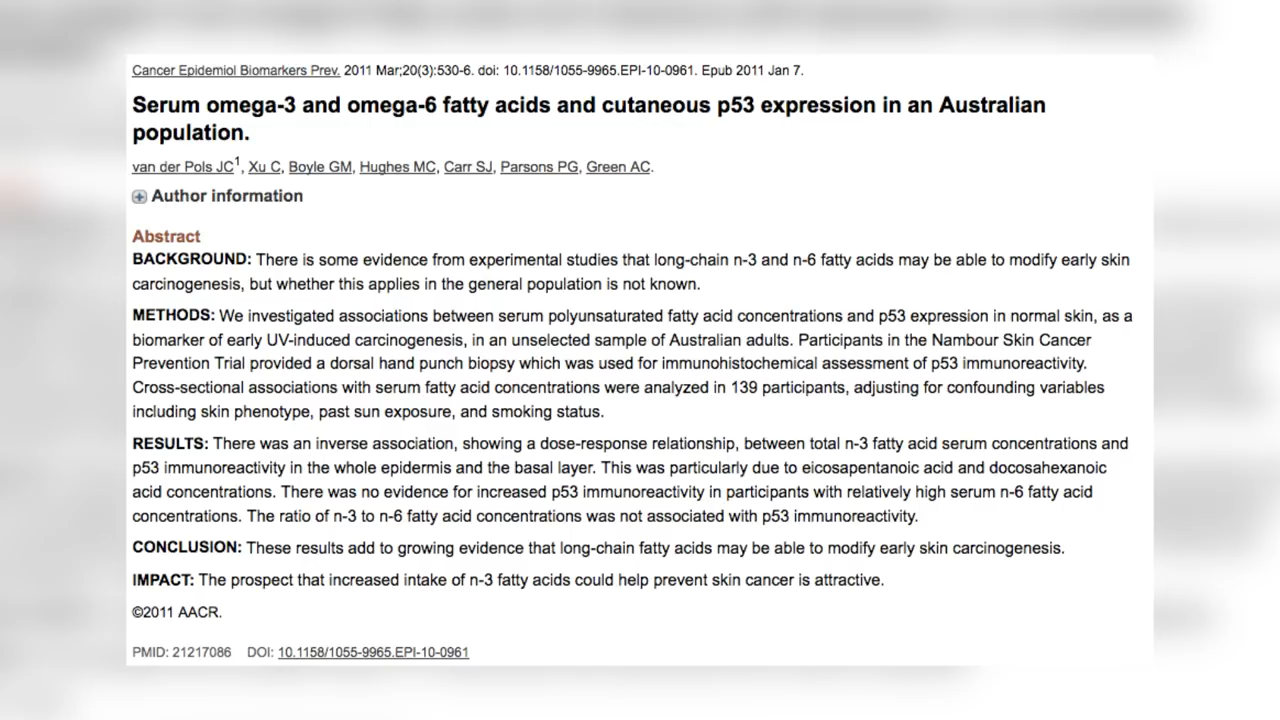 Cancer Epidemiol Biomarkers Prev. 2011 Mar;20(3):530-6. doi: 10.1158/1055-9965.EPI-10-0961. Epub 2011 Jan 7.
Serum omega-3 and omega-6 fatty acids and cutaneous p53 expression in an Australian
population.
van der Pols JC1, Xu C, Boyle GM, Hughes MC, Carr SJ, Parsons PG, Green AC.
Author information
Abstract
BACKGROUND: There is some evidence from experimental studies that long-chain n-3 and n-6 fatty acids may be able to modify early skin
carcinogenesis, but whether this applies in the general population is not known.
METHODS: We investigated associations between serum polyunsaturated fatty acid concentrations and p53 expression in normal skin, as a
biomarker of early UV-induced carcinogenesis, in an unselected sample of Australian adults. Participants in the Nambour Skin Cancer
Prevention Trial provided a dorsal hand punch biopsy which was used for immunohistochemical assessment of p53 immunoreactivity.
Cross-sectional associations with serum fatty acid concentrations were analyzed in 139 participants, adjusting for confounding variables
including skin phenotype, past sun exposure, and smoking status.
RESULTS: There was an inverse association, showing a dose-response relationship, between total n-3 fatty acid serum concentrations and
p53 immunoreactivity in the whole epidermis and the basal layer. This was particularly due to eicosapentanoic acid and docosahexanoic
acid concentrations. There was no evidence for increased p53 immunoreactivity in participants with relatively high serum n-6 fatty acid
concentrations. The ratio of n-3 to n-6 fatty acid concentrations was not associated with p53 immunoreactivity.
CONCLUSION: These results add to growing evidence that long-chain fatty acids may be able to modify early skin carcinogenesis.
IMPACT: The prospect that increased intake of n-3 fatty acids could help prevent skin cancer is attractive.
©2011 AACR.
PMID: 21217086 DOI: 10.1158/1055-9965.EPI-10-0961